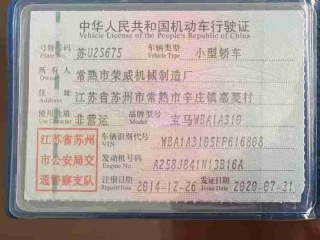 中华人民共和国机动车行驶证
Vehicle License of the People's Republic of China
号牌号码 苏U2S675 车辆类型 小型轿车
Plate No. Vehicle Type
所有人 常熟市荣威机械制造厂
Owner
住址 江苏省苏州市常熟市辛庄镇嘉菱村
Address
使用性质 非营运 宝马WBA1A310
Use Character
江苏省苏州市公安局交通警察支队
车辆识别代号 WBA1A3105FP616808
VIN
发动机号码 A258J841N13B16A
Engine No.
注册日期 2014-12-26 发证日期 2020-07-31
Register Date Issue Date